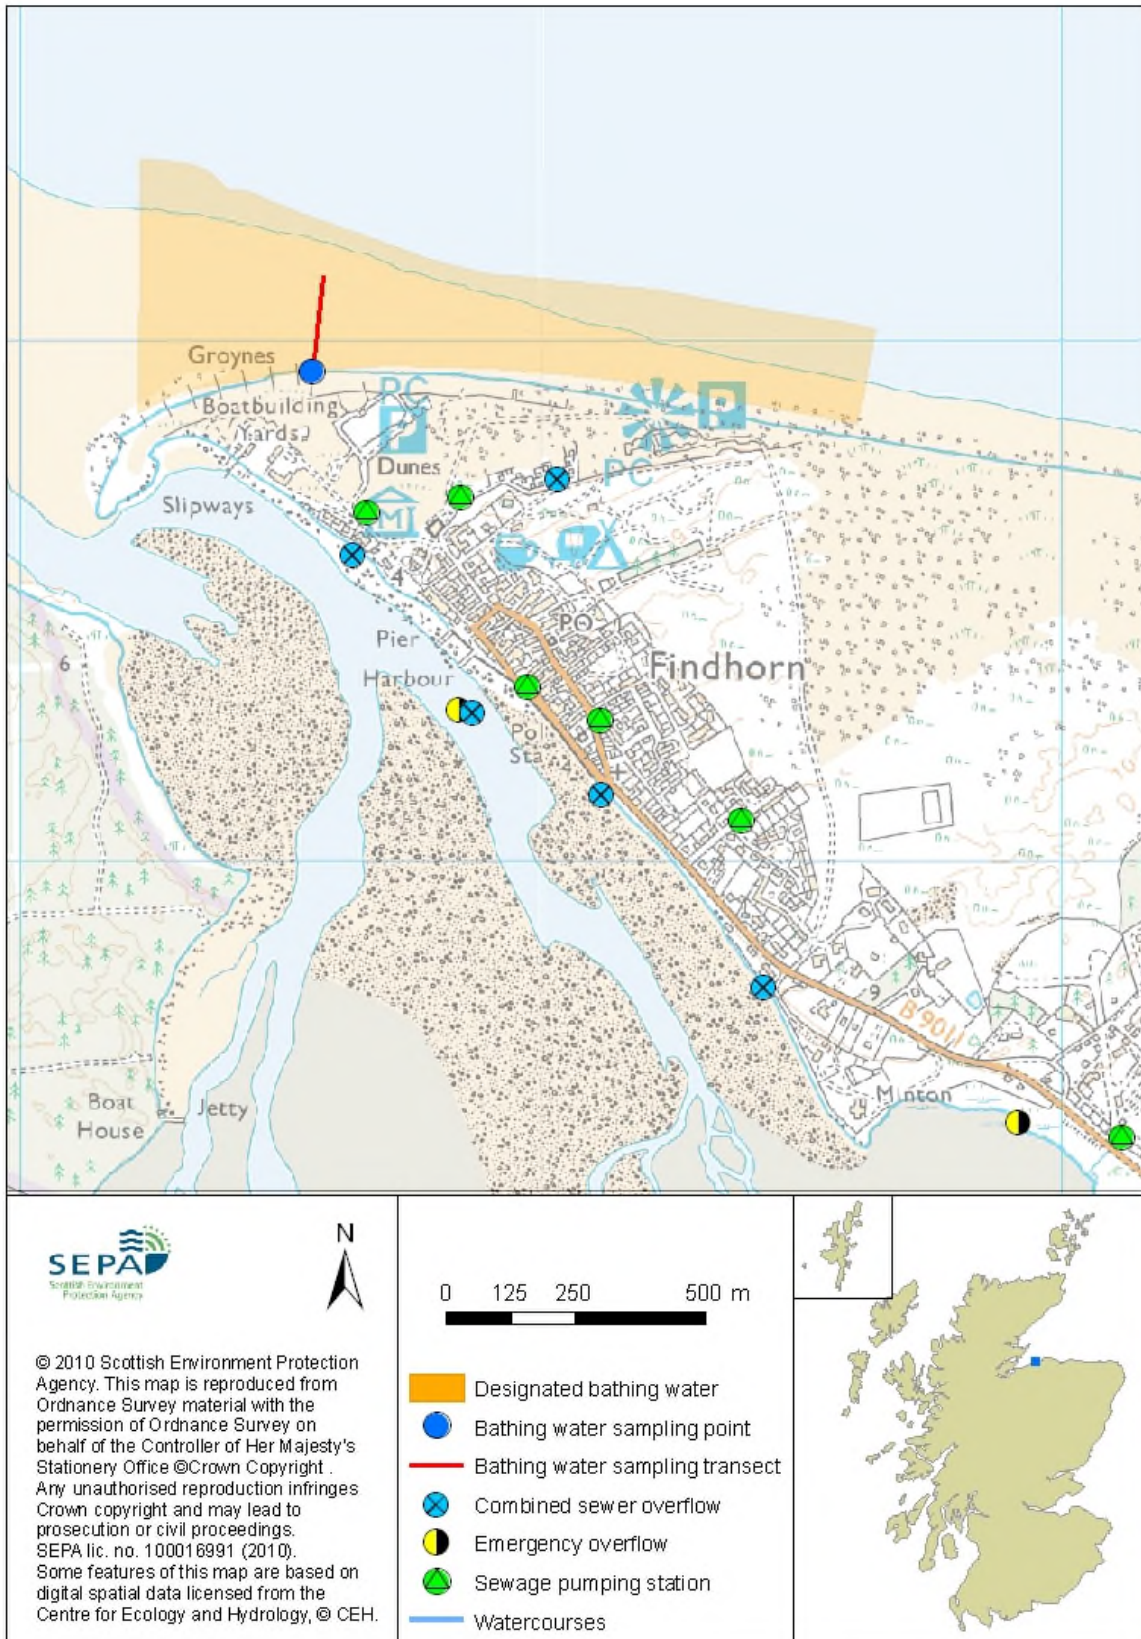 Groynes
PC
Boatbuilding
Yards
P
P
Dunes
PC
Slipways
M
4
Pier
PO
6
Harbour
Findhorn
Pol
Sta
10
9
B 9011
Boat
House
Jetty
Minton
SEPA
Scottish Environment
Protection Agency
N
0 125 250 500 m
© 2010 Scottish Environment Protection
Agency. This map is reproduced from
Ordnance Survey material with the
permission of Ordnance Survey on
behalf of the Controller of Her Majesty's
Stationery Office ©Crown Copyright .
Any unauthorised reproduction infringes
Crown copyright and may lead to
prosecution or civil proceedings.
SEPA lic. no. 100016991 (2010).
Some features of this map are based on
digital spatial data licensed from the
Centre for Ecology and Hydrology, © CEH.
Designated bathing water
Bathing water sampling point
Bathing water sampling transect
Combined sewer overflow
Emergency overflow
Sewage pumping station
Watercourses